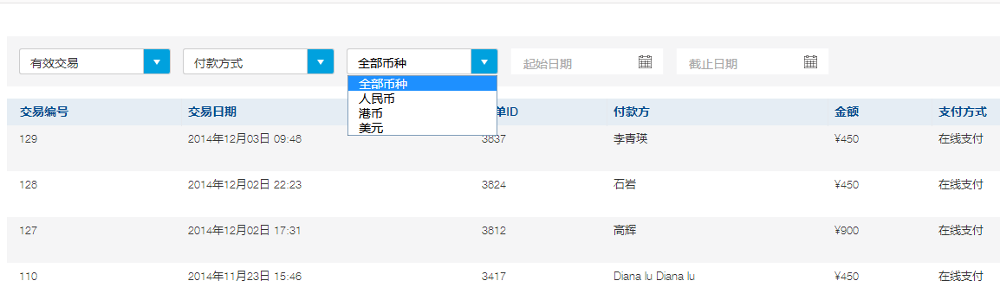 有效交易 付款方式 全部币种 起始日期 截止日期
全部币种
人民币
港币
美元
交易编号 交易日期 单ID 付款方 金额 支付方式
129 2014年12月03日 09:48 3837 李青瑛 ¥450 在线支付
128 2014年12月02日 22:23 3824 石岩 ¥450 在线支付
127 2014年12月02日 17:31 3812 高辉 ¥900 在线支付
110 2014年11月23日 15:46 3417 Diana lu Diana lu ¥450 在线支付